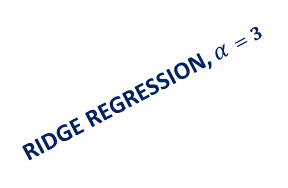 RIDGE REGRESSION, α = 3